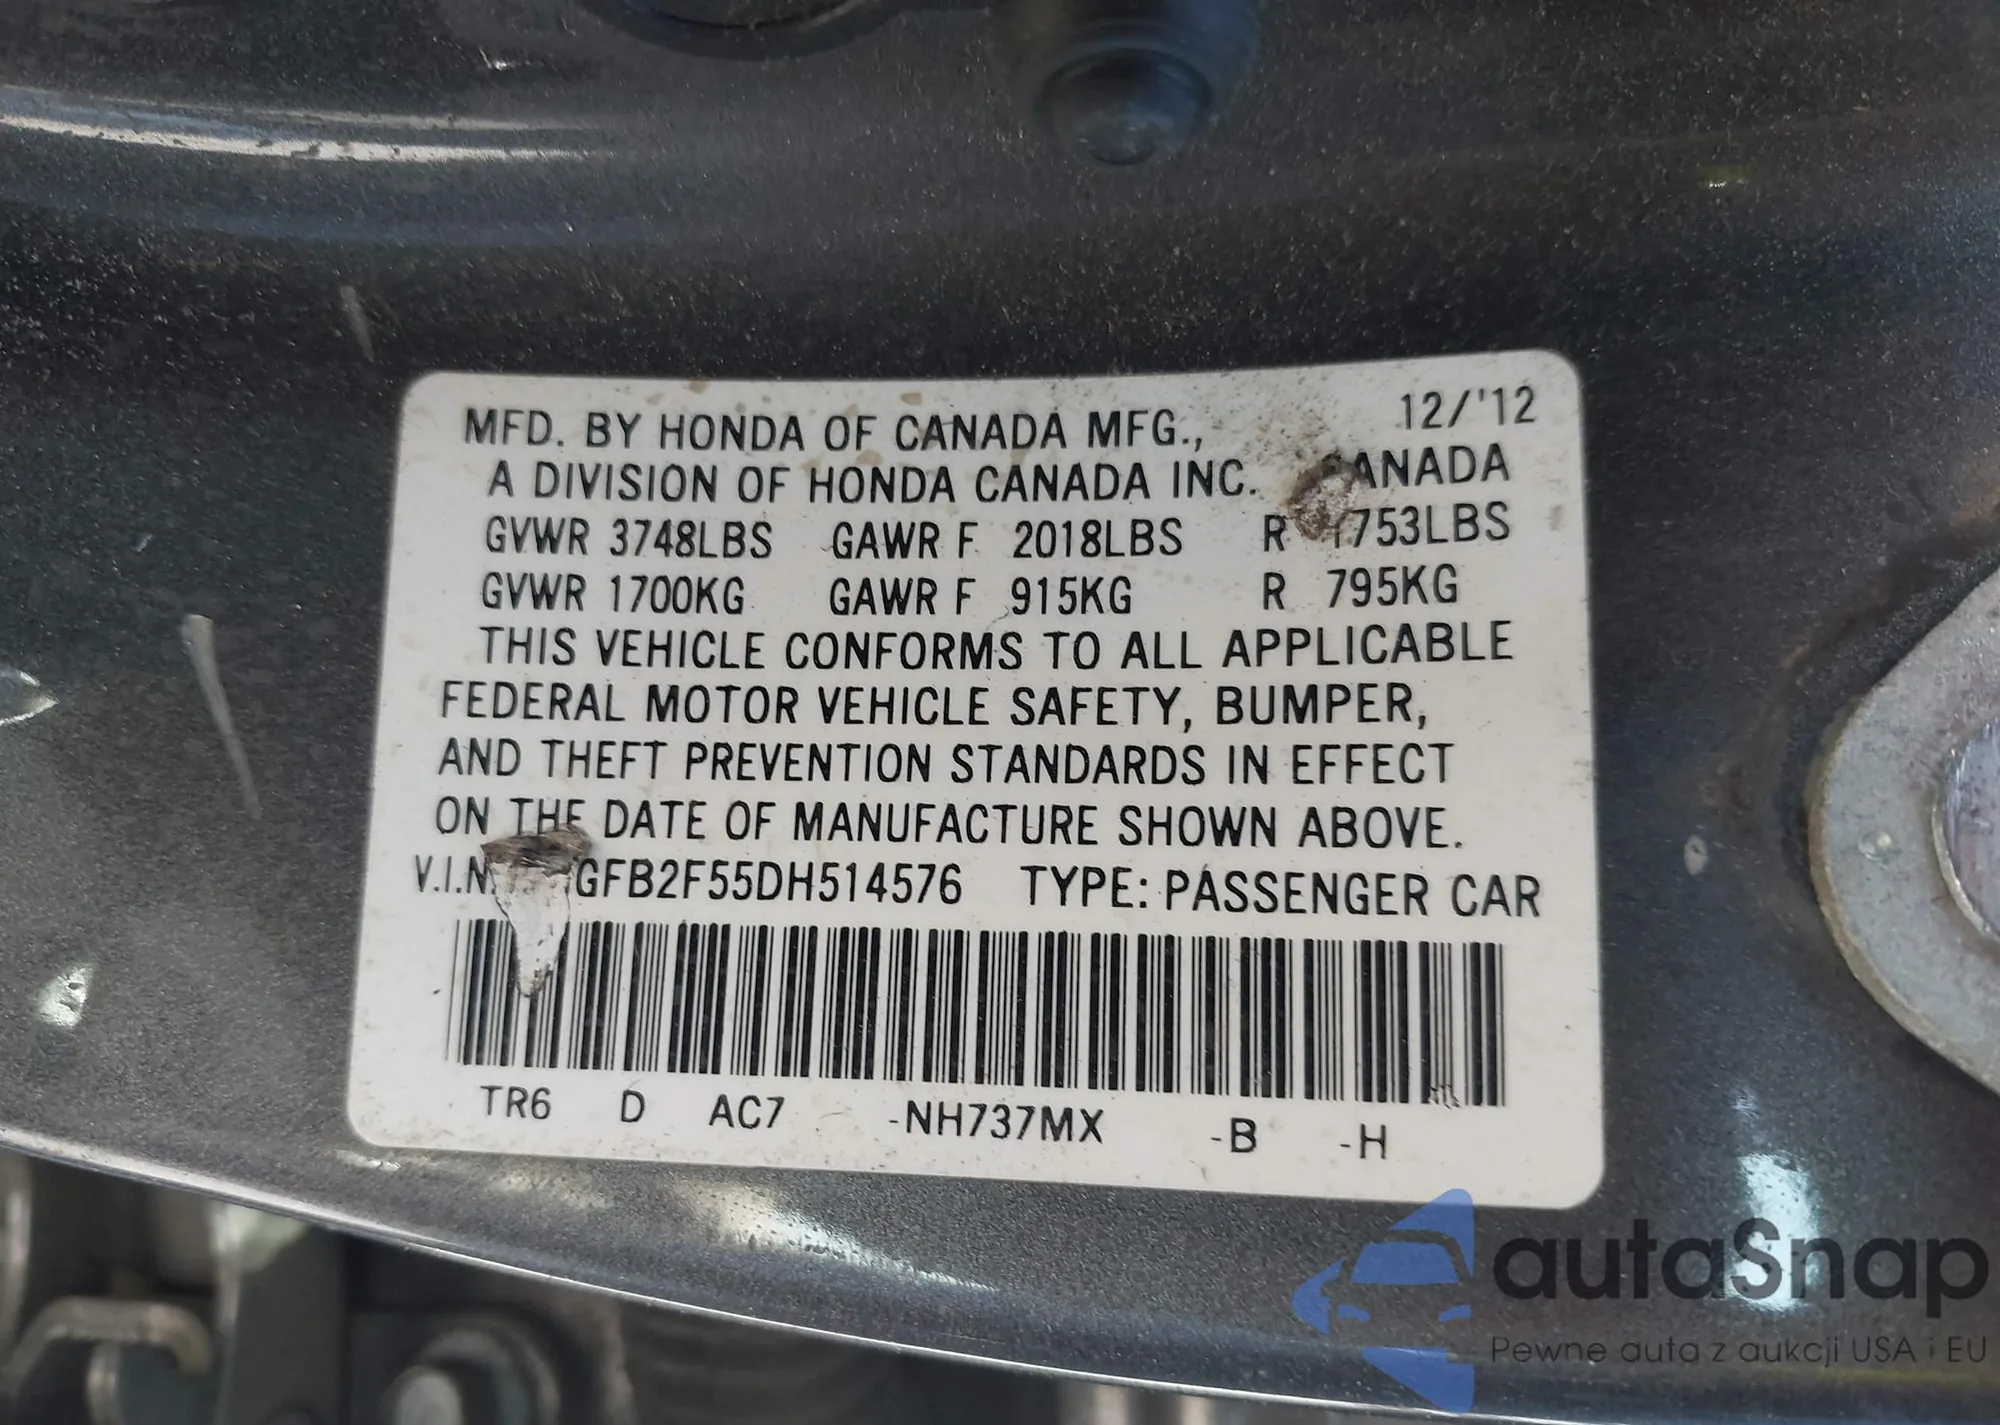 12/'12
MFD. BY HONDA OF CANADA MFG.,
A DIVISION OF HONDA CANADA INC. CANADA
GVWR 3748LBS GAWR F 2018LBS R 1753LBS
GVWR 1700KG GAWR F 915KG R 795KG
THIS VEHICLE CONFORMS TO ALL APPLICABLE
FEDERAL MOTOR VEHICLE SAFETY, BUMPER,
AND THEFT PREVENTION STANDARDS IN EFFECT
ON THE DATE OF MANUFACTURE SHOWN ABOVE.
V.I.N. GFB2F55DH514576 TYPE: PASSENGER CAR
TR6 D AC7 -NH737MX -B -H
autaSnap
Pewne auta z aukcji USA i EU